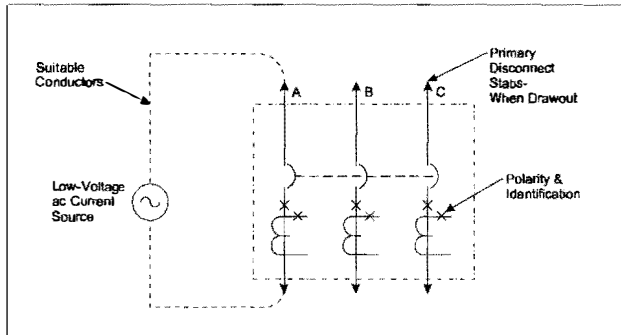 Suitable
Conductors
A
B
C
Primary
Disconnect
Stabs-
When Drawout
Low-Voltage
ac Current
Source
Polarity &
Identification